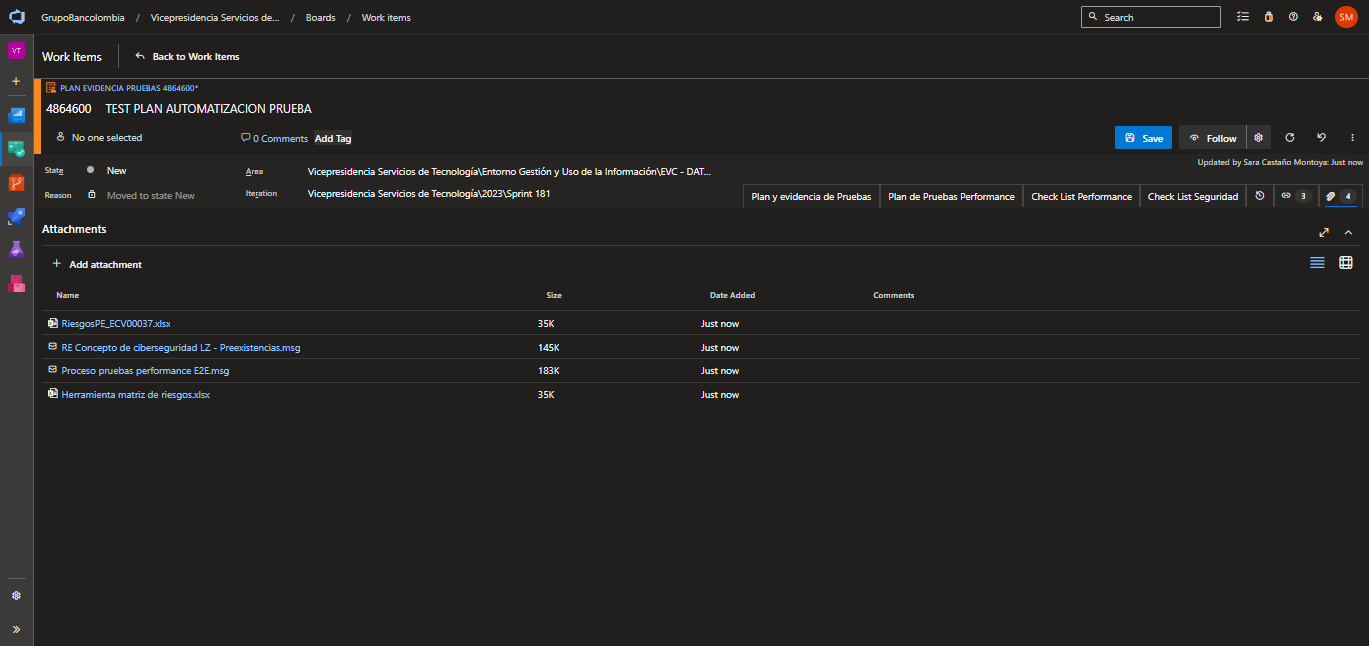 GrupoBancolombia / Vicepresidencia Servicios de... / Boards / Work items
Search
SM
VT
Work Items
Back to Work Items
PLAN EVIDENCIA PRUEBAS 4864600*
4864600 TEST PLAN AUTOMATIZACION PRUEBA
No one selected
0 Comments
Add Tag
Save
Follow
Updated by Sara Castaño Montoya: Just now
State
New
Area
Vicepresidencia Servicios de Tecnología\Entorno Gestión y Uso de la Información\EVC - DAT...
Reason
Moved to state New
Iteration
Vicepresidencia Servicios de Tecnología\2023\Sprint 181
Plan y evidencia de Pruebas
Plan de Pruebas Performance
Check List Performance
Check List Seguridad
3
4
Attachments
+ Add attachment
Name Size Date Added Comments
RiesgosPE_ECV00037.xlsx 35K Just now
RE Concepto de ciberseguridad LZ - Preexistencias.msg 145K Just now
Proceso pruebas performance E2E.msg 183K Just now
Herramienta matriz de riesgos.xlsx 35K Just now